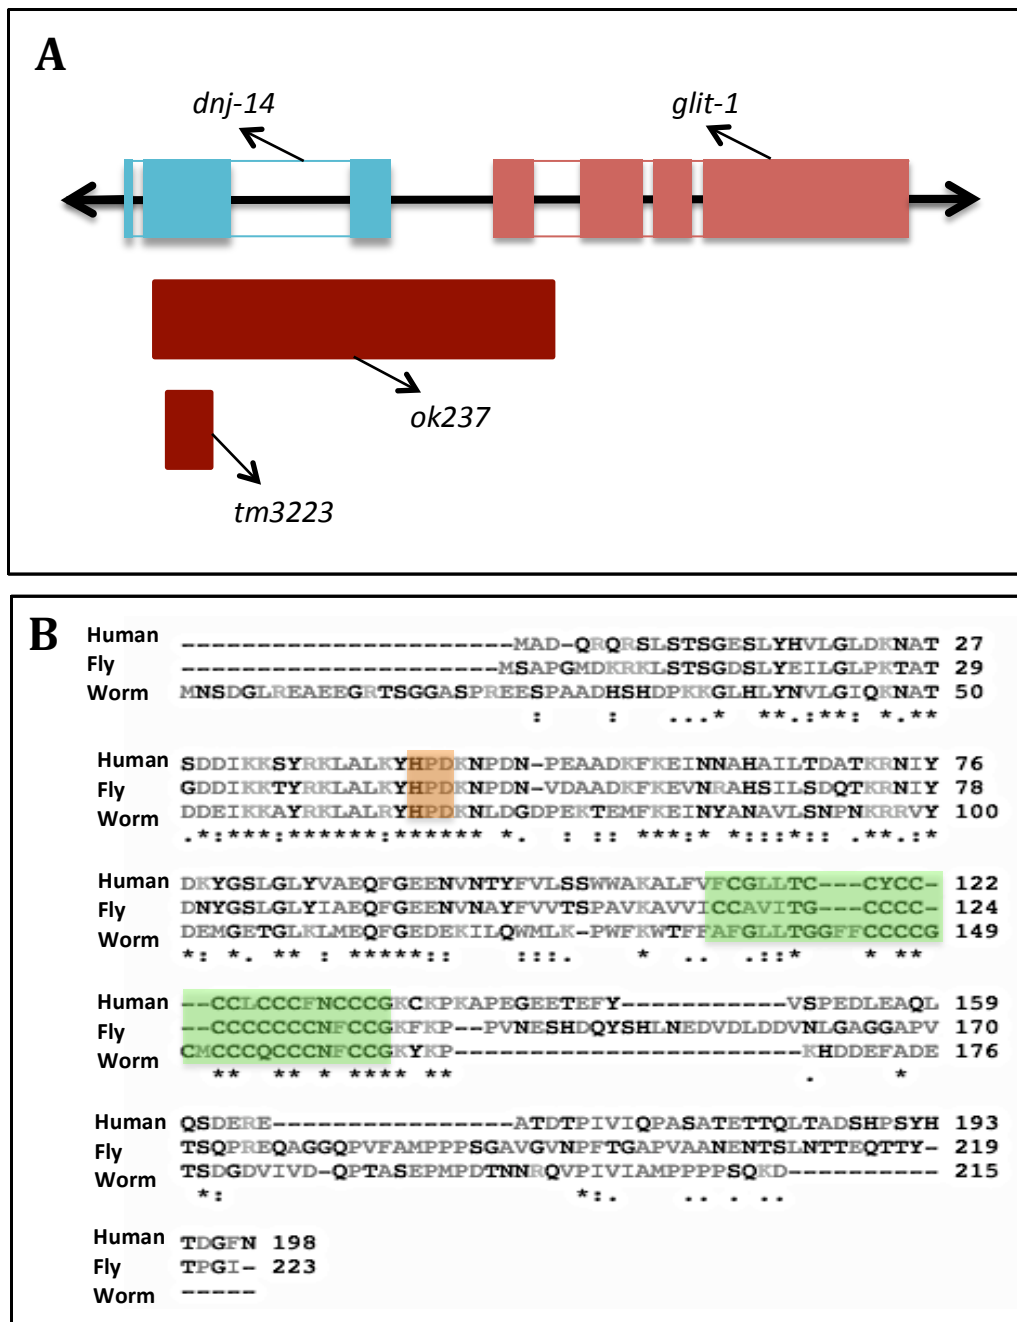 A
dnj-14
glit-1
ok237
tm3223
B
Human ----------------------MAD-QRQRSLSTSGESLYHVLGLDKNAT 27
Fly ---------------------MSAPGMDKRKLSTSGDSLYEILGLPKTAT 29
Worm MNSDGLREAEEGRTSGGASPREESPAADHSHDPKKGLHLYNVLGIQKNAT 50
: : ...* **.:**: *.**
Human SDDIKKSYRKLALKYHPDKNPDN-PEAADKFKEINNAHAILTDATKRNIY 76
Fly GDDIKKTYRKLALKYHPDKNPDN-VDAADKFKEVNRAHSILSDQTKRNIY 78
Worm DDEIKKAYRKLALRYHPDKNLDGDPEKTEMFKEINYANAVLSNPNKRRVY 100
.*:***:******:****** *. : :: ***:* *::: *:: .**.:*
Human DKYGSLGLYVAEQFGEENVNTYFVLSSWWAKALFVFCGLLTC---CYCC- 122
Fly DNYGSLGLYIAEQFGEENVNAYFVVTSPAVKAVVICCAVITG---CCCC- 124
Worm DEMGETGLKLMEQFGEDEKILQWMLK-PWFKWTFFAFGLLTGGFFCCCCG 149
*: *. ** : *****:: :::. * .. .::* * **
Human --CCLCCCFNCCCGKCKPKAPEGEETEFY-----------VSPEDLEAQL 159
Fly --CCCCCCCNFCCGKFKP--PVNESHDQYSHLNEDVDLDDVNLGAGGAPV 170
Worm CMCCCQCCCNFCCGKYKP-----------------------KHDDEFADE 176
** ** * **** ** . *
Human QSDERE----------------ATDTPIVIQPASATETTQLTADSHPSYH 193
Fly TSQPREQAGGQPVFAMPPPSGAVGVNPFTGAPVAANENTSLNTTEQTTY- 219
Worm TSDGDVIVD-QPTASEPMPDTNNRQVPIVIAMPPPPSQKD---------- 215
*: *:. .. . ..
Human TDGFN 198
Fly TPGI- 223
Worm -----